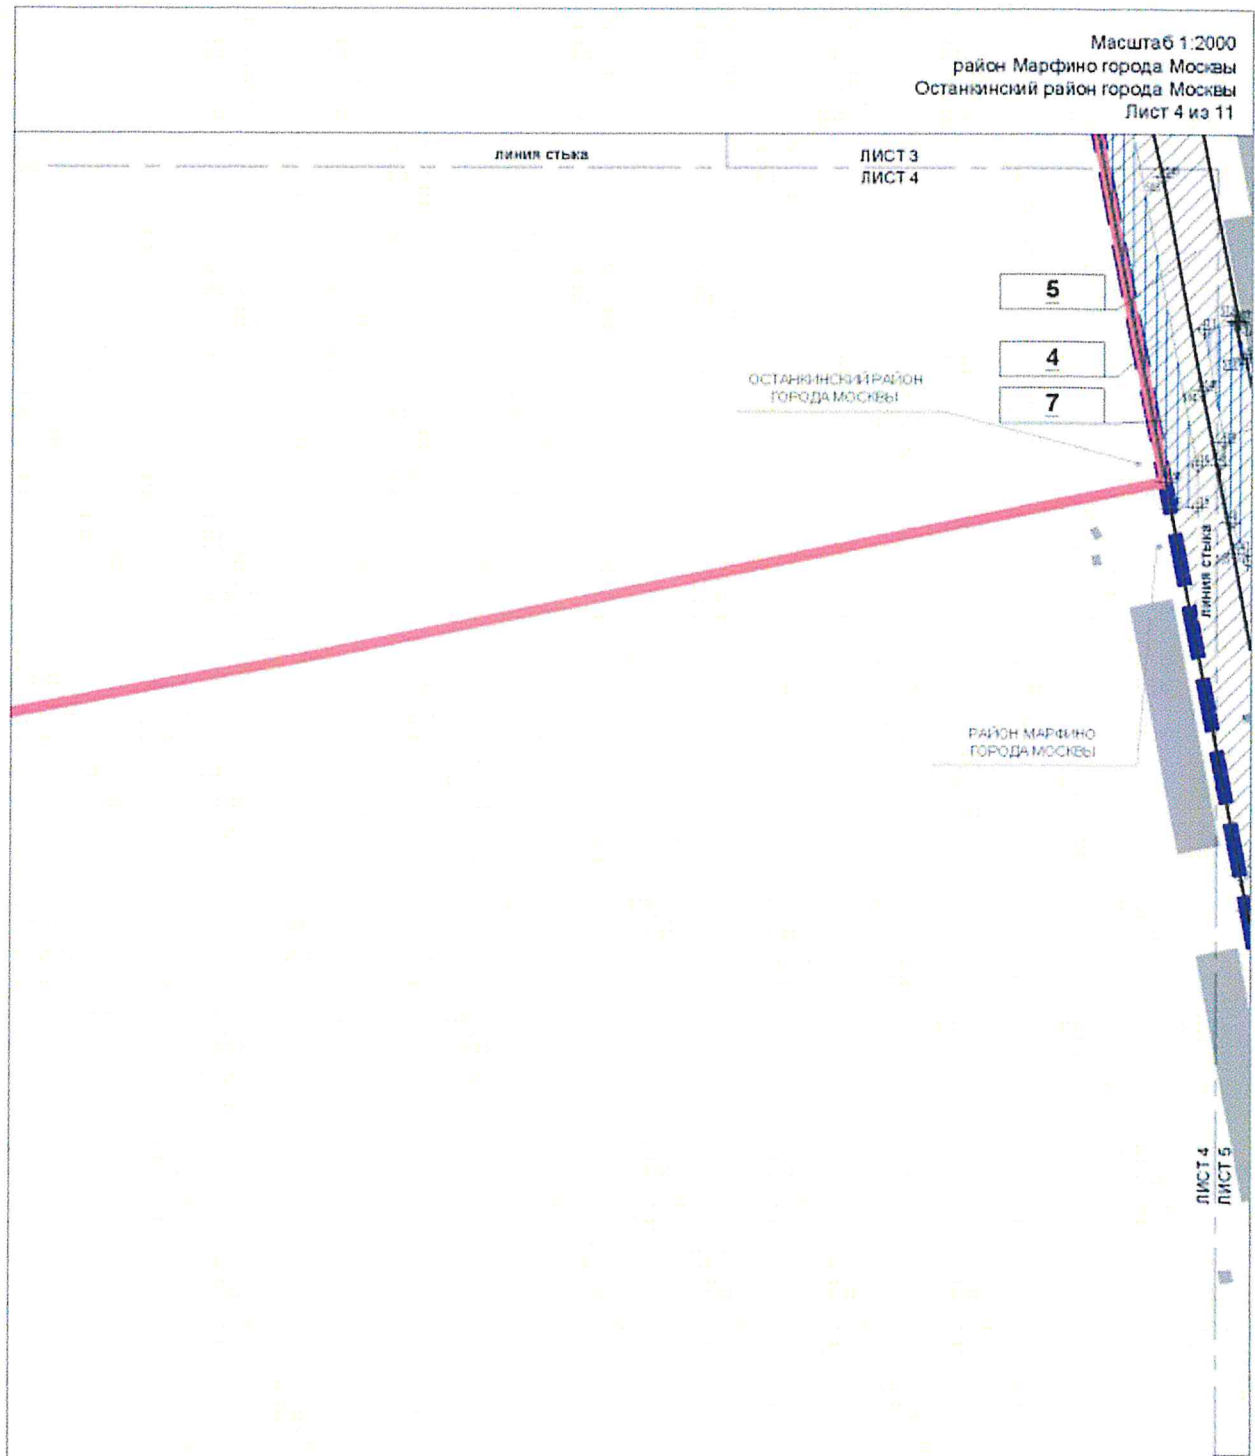 Масштаб 1:2000
район Марфино города Москвы
Останкинский район города Москвы
Лист 4 из 11
линия стыка
ЛИСТ 3
ЛИСТ 4
5
4
7
ОСТАНКИНСКИЙ РАЙОН
ГОРОДА МОСКВЫ
линия стыка
РАЙОН МАРФИНО
ГОРОДА МОСКВЫ
ЛИСТ 4
ЛИСТ 5